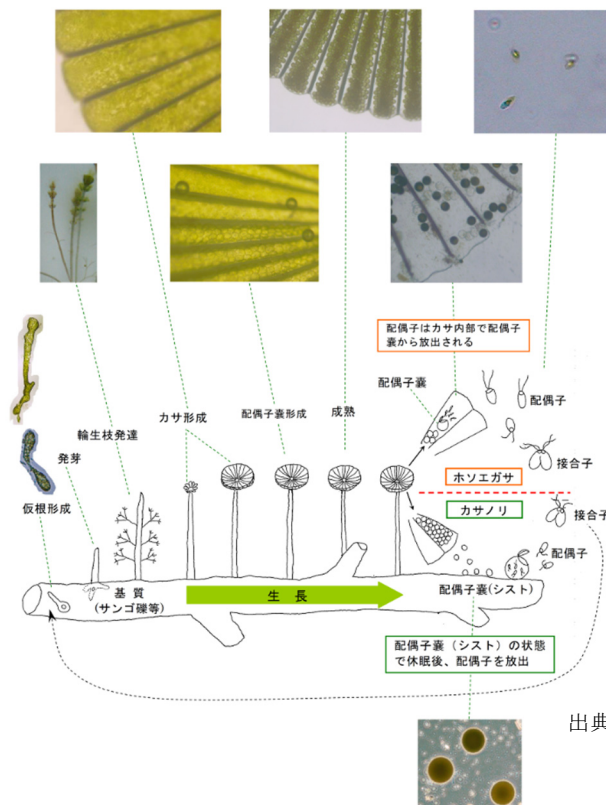 配偶子はカサ内部で配偶子
嚢から放出される
配偶子嚢
配偶子
カサ形成
配偶子嚢形成
成熟
輪生枝発達
発芽
仮根形成
接合子
ホソエガサ
カサノリ
接合子
配偶子
基質
(サンゴ礫等)
生長
配偶子嚢(シスト)
配偶子嚢(シスト)の状態
で休眠後、配偶子を放出
出典